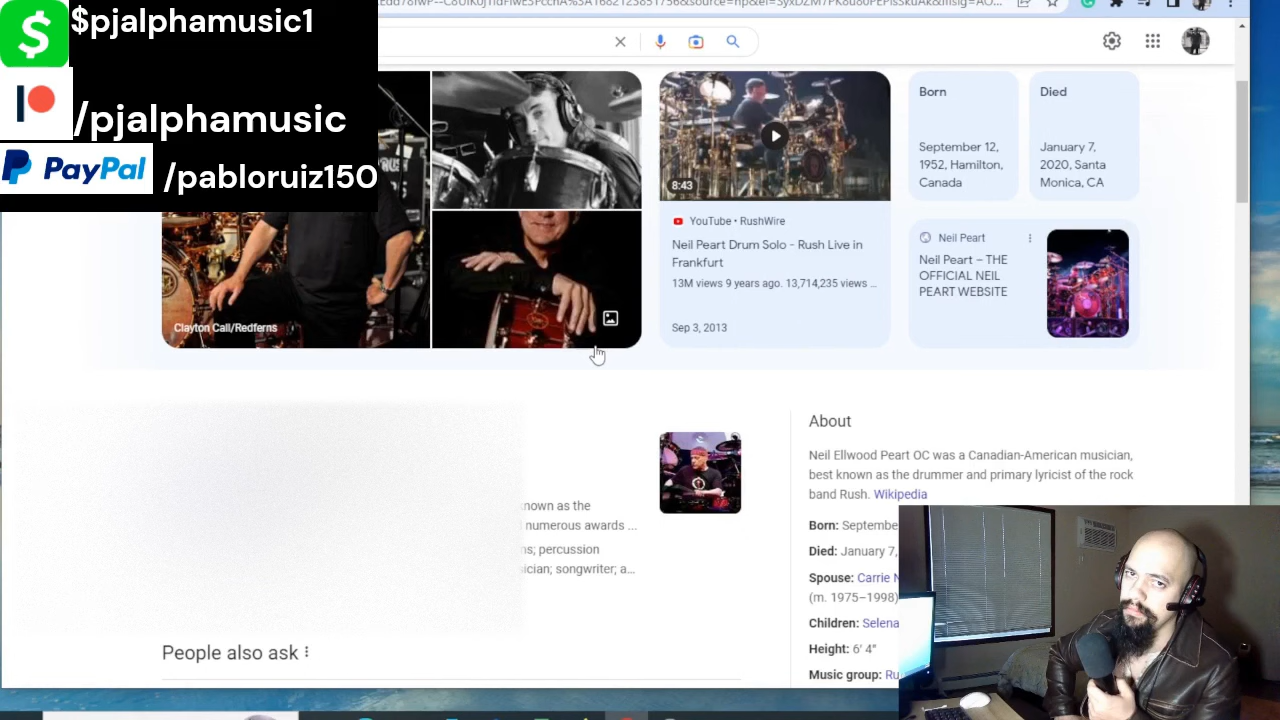 $pjalphamusic1
/pjalphamusic
PayPal
/pabloruiz150
Clayton Call/Redferns
8:43
YouTube • RushWire
Neil Peart Drum Solo - Rush Live in
Frankfurt
13M views 9 years ago. 13,714,235 views ...
Sep 3, 2013
Born
September 12,
1952, Hamilton,
Canada
Died
January 7,
2020, Santa
Monica, CA
Neil Peart
Neil Peart – THE
OFFICIAL NEIL
PEART WEBSITE
known as the
numerous awards ...
percussion
songwriter; a...
People also ask
About
Neil Ellwood Peart OC was a Canadian-American musician,
best known as the drummer and primary lyricist of the rock
band Rush. Wikipedia
Born: Septembe
Died: January 7,
Spouse: Carrie N
(m. 1975–1998)
Children: Selena
Height: 6′ 4″
Music group: Ru